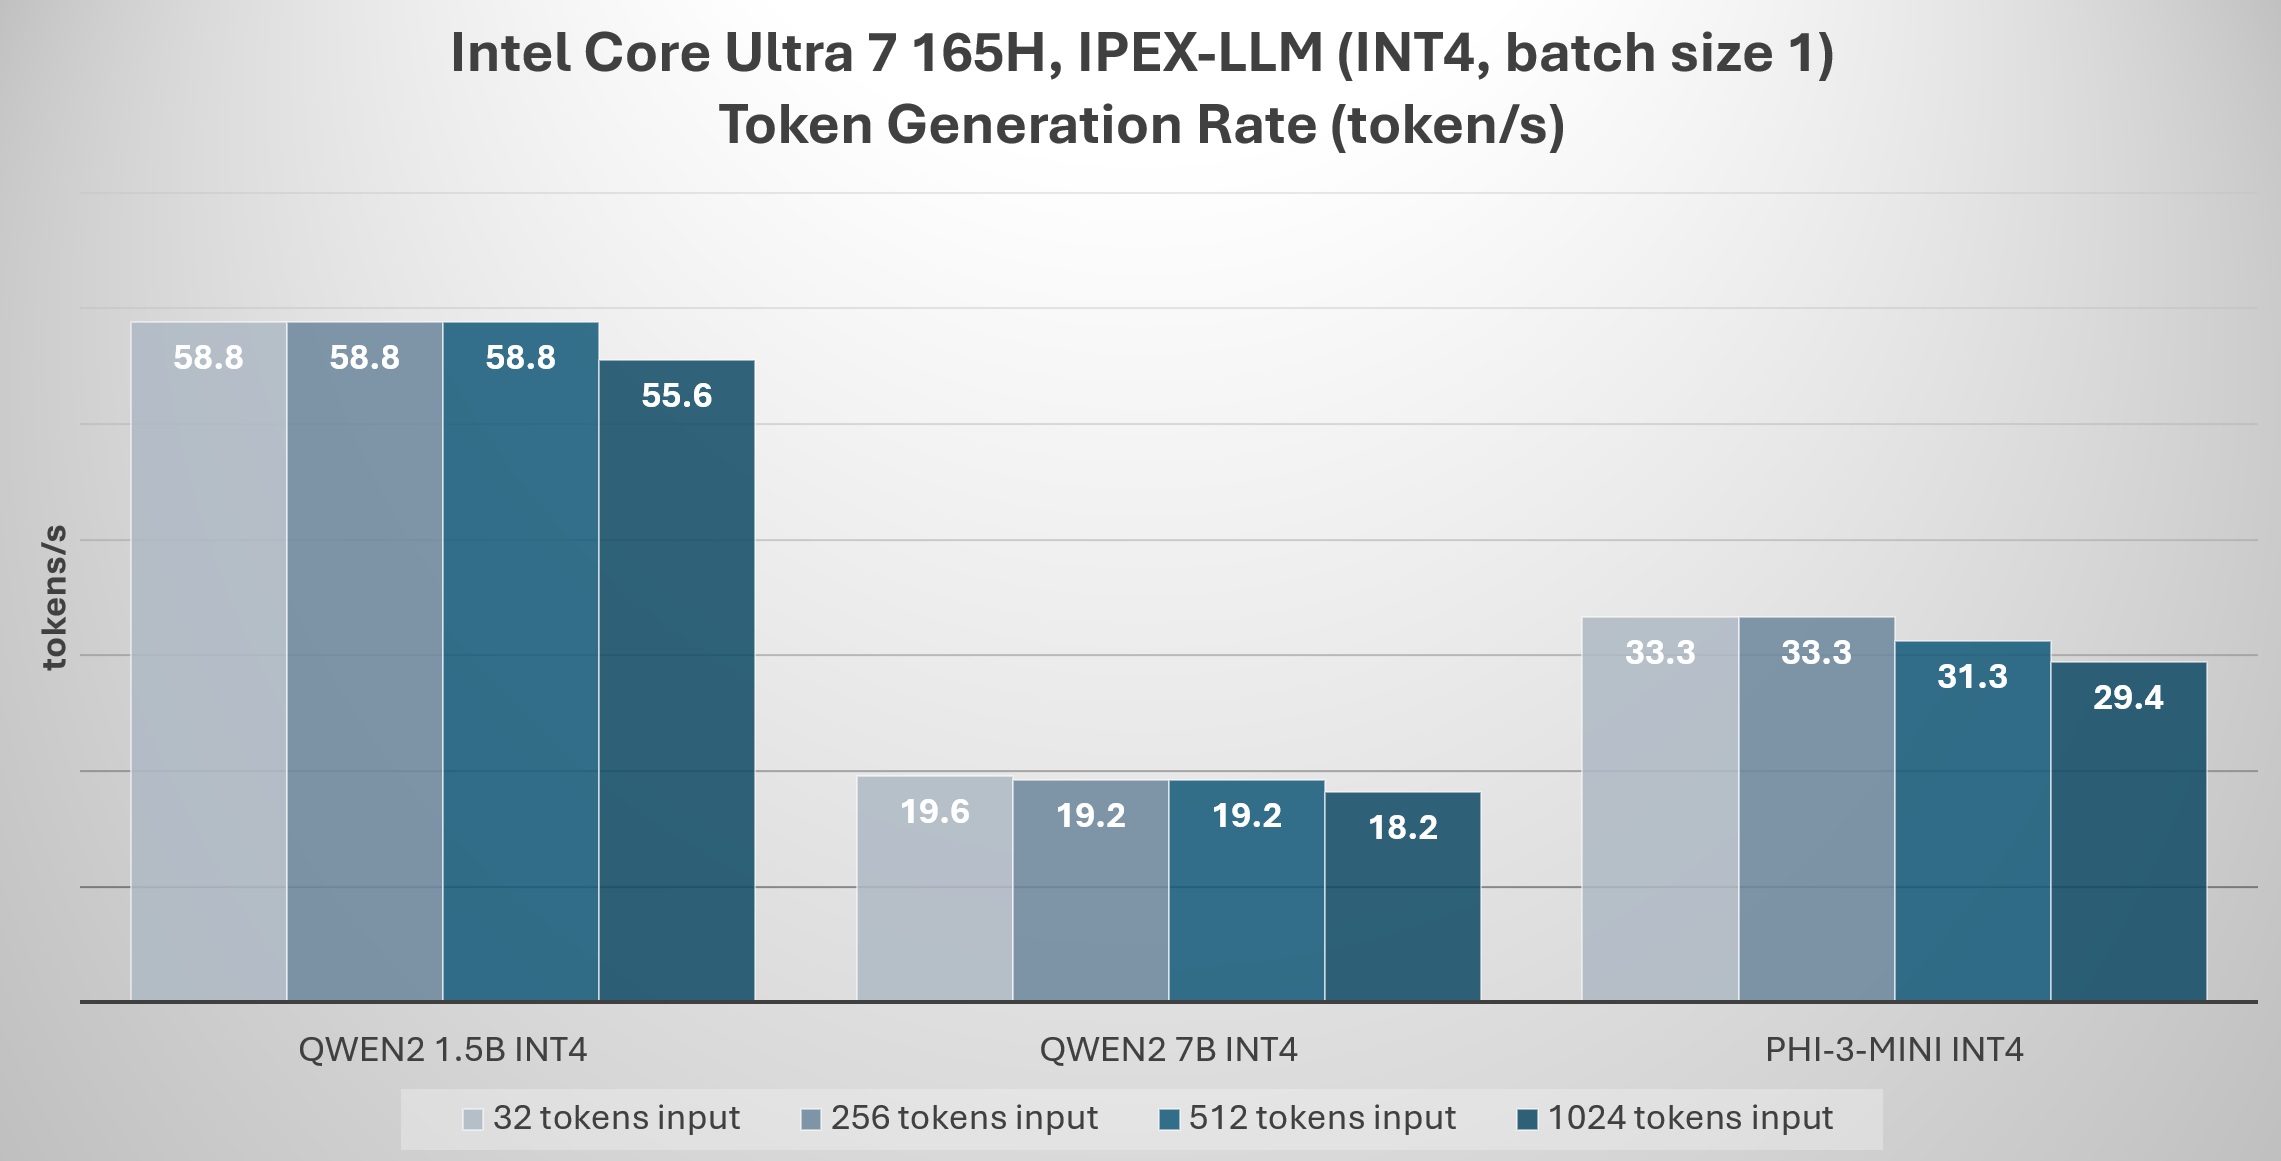 Intel Core Ultra 7 165H, IPEX-LLM (INT4, batch size 1)
Token Generation Rate (token/s)
tokens/s
58.8 58.8 58.8 55.6
19.6 19.2 19.2 18.2
33.3 33.3 31.3 29.4
QWEN2 1.5B INT4 QWEN2 7B INT4 PHI-3-MINI INT4
32 tokens input 256 tokens input 512 tokens input 1024 tokens input